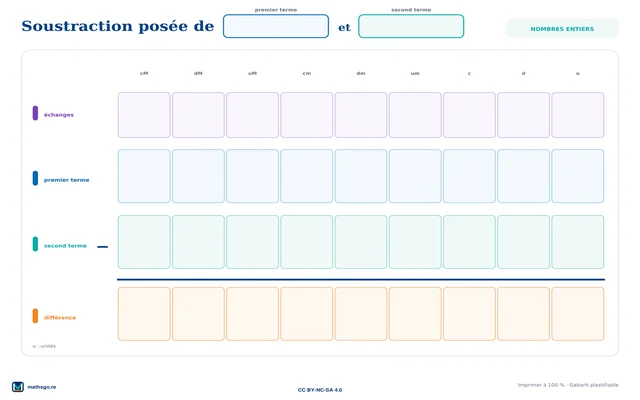 premier terme
second terme
Soustraction posée de et
NOMBRES ENTIERS
cM dM uM cm dm um c d u
échanges
premier terme
second terme —
différence
u : unités
mathsgo.re
CC BY-NC-SA 4.0
Imprimer à 100 % · Gabarit plastifiable